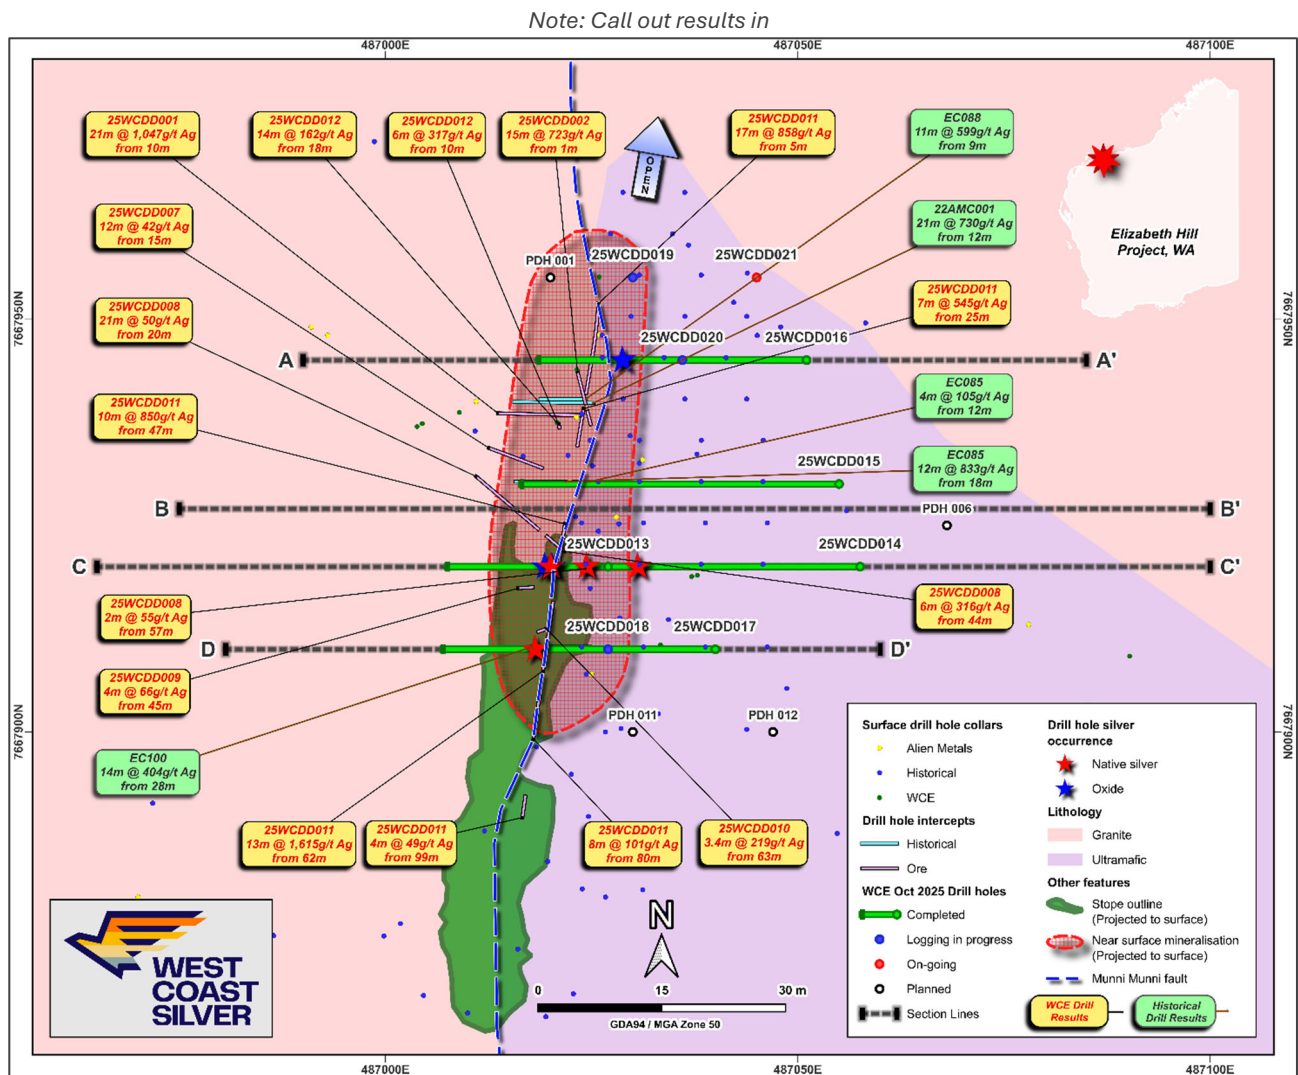 Note: Call out results in
487000E
487050E
487100E
25WCDD001
21m @ 1,047g/t Ag
from 10m
25WCDD012
14m @ 162g/t Ag
from 18m
25WCDD012
6m @ 317g/t Ag
from 10m
25WCDD002
15m @ 723g/t Ag
from 1m
25WCDD011
17m @ 858g/t Ag
from 5m
EC088
11m @ 599g/t Ag
from 9m
OPEN
Elizabeth Hill
Project, WA
25WCDD007
12m @ 42g/t Ag
from 15m
22AMC001
21m @ 730g/t Ag
from 12m
PDH 001
25WCDD019
25WCDD021
25WCDD008
21m @ 50g/t Ag
from 20m
25WCDD011
7m @ 545g/t Ag
from 25m
7667950N
7667950N
25WCDD020
25WCDD016
A
A'
25WCDD011
10m @ 850g/t Ag
from 47m
EC085
4m @ 105g/t Ag
from 12m
25WCDD015
EC085
12m @ 833g/t Ag
from 18m
B
B'
PDH 006
25WCDD013
25WCDD014
C
C'
25WCDD008
2m @ 55g/t Ag
from 57m
25WCDD008
6m @ 316g/t Ag
from 44m
25WCDD018
25WCDD017
D
D'
25WCDD009
4m @ 66g/t Ag
from 45m
PDH 011
PDH 012
7667900N
7667900N
EC100
14m @ 404g/t Ag
from 28m
25WCDD011
13m @ 1,615g/t Ag
from 62m
25WCDD011
4m @ 49g/t Ag
from 99m
25WCDD011
8m @ 101g/t Ag
from 80m
25WCDD010
3.4m @ 219g/t Ag
from 63m
Surface drill hole collars
Alien Metals
Historical
WCE
Drill hole intercepts
Historical
Ore
WCE Oct 2025 Drill holes
Completed
Logging in progress
On-going
Planned
Section Lines
Drill hole silver
occurrence
Native silver
Oxide
Lithology
Granite
Ultramafic
Other features
Stope outline
(Projected to surface)
Near surface mineralisation
(Projected to surface)
Munni Munni fault
WCE Drill
Results
Historical
Drill Results
WEST
COAST
SILVER
N
0
15
30 m
GDA94 / MGA Zone 50
487000E
487050E
487100E